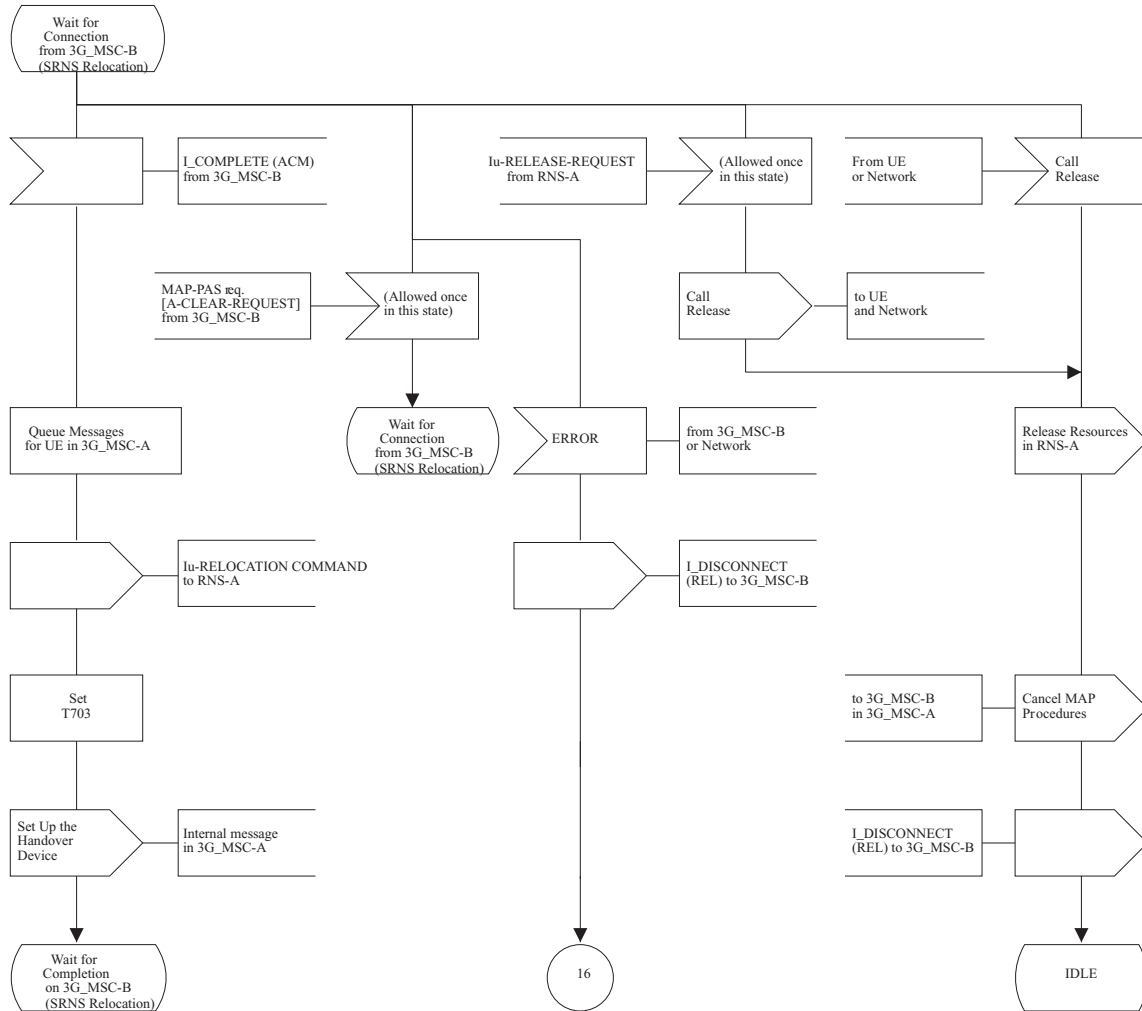 Wait for
Connection
from 3G_MSC-B
(SRNS Relocation)
I_COMPLETE (ACM)
from 3G_MSC-B
Iu-RELEASE-REQUEST
from RNS-A
(Allowed once
in this state)
From UE
or Network
Call
Release
MAP-PAS req.
[A-CLEAR-REQUEST]
from 3G_MSC-B
(Allowed once
in this state)
Call
Release
to UE
and Network
Queue Messages
for UE in 3G_MSC-A
Wait for
Connection
from 3G_MSC-B
(SRNS Relocation)
ERROR
from 3G_MSC-B
or Network
Release Resources
in RNS-A
Iu-RELOCATION COMMAND
to RNS-A
I_DISCONNECT
(REL) to 3G_MSC-B
Set
T703
to 3G_MSC-B
in 3G_MSC-A
Cancel MAP
Procedures
Set Up the
Handover
Device
Internal message
in 3G_MSC-A
I_DISCONNECT
(REL) to 3G_MSC-B
Wait for
Completion
on 3G_MSC-B
(SRNS Relocation)
16
IDLE